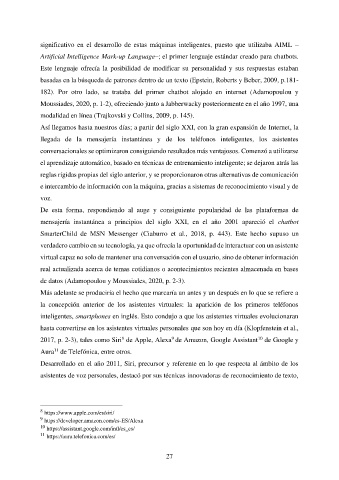 significativo en el desarrollo de estas máquinas inteligentes, puesto que utilizaba AIML –
Artificial Intelligence Mark-up Language–; el primer lenguaje estándar creado para chatbots.
Este lenguaje ofrecía la posibilidad de modificar su personalidad y sus respuestas estaban
basadas en la búsqueda de patrones dentro de un texto (Epstein, Roberts y Beber, 2009, p.181-
182). Por otro lado, se trataba del primer chatbot alojado en internet (Adamopoulou y
Moussiades, 2020, p. 1-2), ofreciendo junto a Jabberwacky posteriormente en el año 1997, una
modalidad en línea (Trajkovski y Collins, 2009, p. 145).
Así llegamos hasta nuestros días; a partir del siglo XXI, con la gran expansión de Internet, la
llegada de la mensajería instantánea y de los teléfonos inteligentes, los asistentes
conversacionales se optimizaron consiguiendo resultados más ventajosos. Comenzó a utilizarse
el aprendizaje automático, basado en técnicas de entrenamiento inteligente; se dejaron atrás las
reglas rígidas propias del siglo anterior, y se proporcionaron otras alternativas de comunicación
e intercambio de información con la máquina, gracias a sistemas de reconocimiento visual y de
voz.
De esta forma, respondiendo al auge y consiguiente popularidad de las plataformas de
mensajería instantánea a principios del siglo XXI, en el año 2001 apareció el chatbot
SmarterChild de MSN Messenger (Ciaburro et al., 2018, p. 443). Este hecho supuso un
verdadero cambio en su tecnología, ya que ofrecía la oportunidad de interactuar con un asistente
virtual capaz no solo de mantener una conversación con el usuario, sino de obtener información
real actualizada acerca de temas cotidianos o acontecimientos recientes almacenada en bases
de datos (Adamopoulou y Moussiades, 2020, p. 2-3).
Más adelante se produciría el hecho que marcaría un antes y un después en lo que se refiere a
la concepción anterior de los asistentes virtuales: la aparición de los primeros teléfonos
inteligentes, smartphones en inglés. Esto condujo a que los asistentes virtuales evolucionaran
hasta convertirse en los asistentes virtuales personales que son hoy en día (Klopfenstein et al.,
2017, p. 2-3), tales como Siri8 de Apple, Alexa9 de Amazon, Google Assistant10 de Google y
Aura11 de Telefónica, entre otros.
Desarrollado en el año 2011, Siri, precursor y referente en lo que respecta al ámbito de los
asistentes de voz personales, destacó por sus técnicas innovadoras de reconocimiento de texto,
8 https://www.apple.com/es/siri/
9 https://developer.amazon.com/es-ES/Alexa
10 https://assistant.google.com/intl/es_es/
11 https://aura.telefonica.com/es/
27